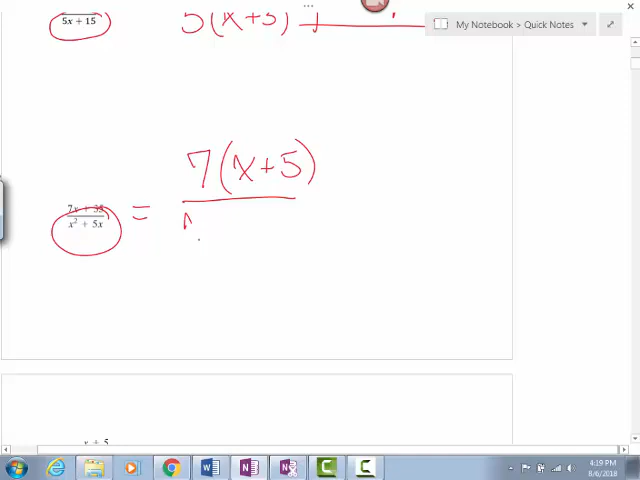 5x + 15
5(x+5)
My Notebook » Quick Notes
7(x+5)
7x + 35
=
x² + 5x
x + 5
4:19 PM
8/6/2018